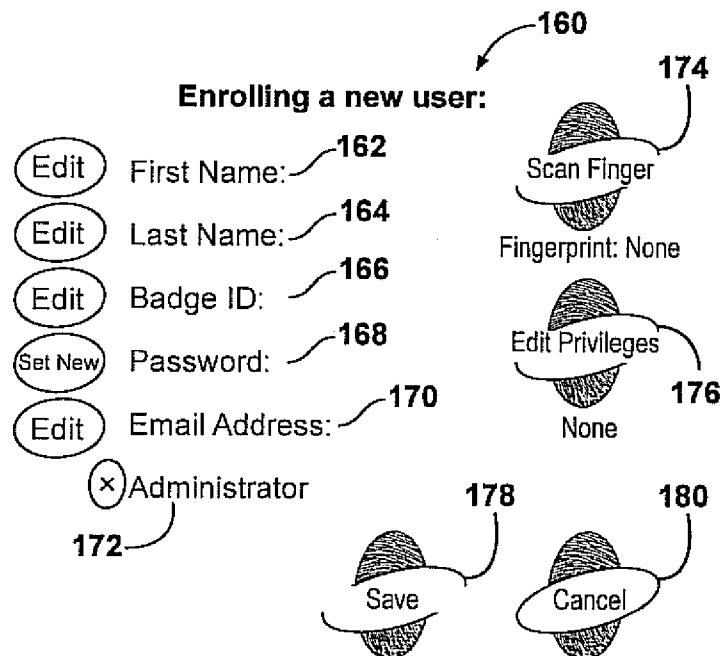 160
174
Enrolling a new user:
Edit First Name: 162
Scan Finger
Edit Last Name: 164
Fingerprint: None
Edit Badge ID: 166
Set New Password: 168
Edit Privileges
176
Edit Email Address: 170
None
× Administrator
172
178
180
Save
Cancel